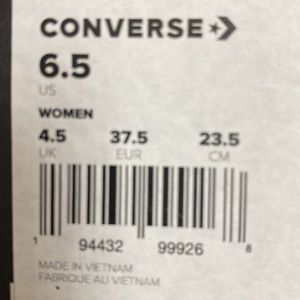 CONVERSE
6.5
US
WOMEN
4.5 37.5 23.5
UK EUR CM
1 94432 99926 8
MADE IN VIETNAM
FABRIQUE AU VIETNAM